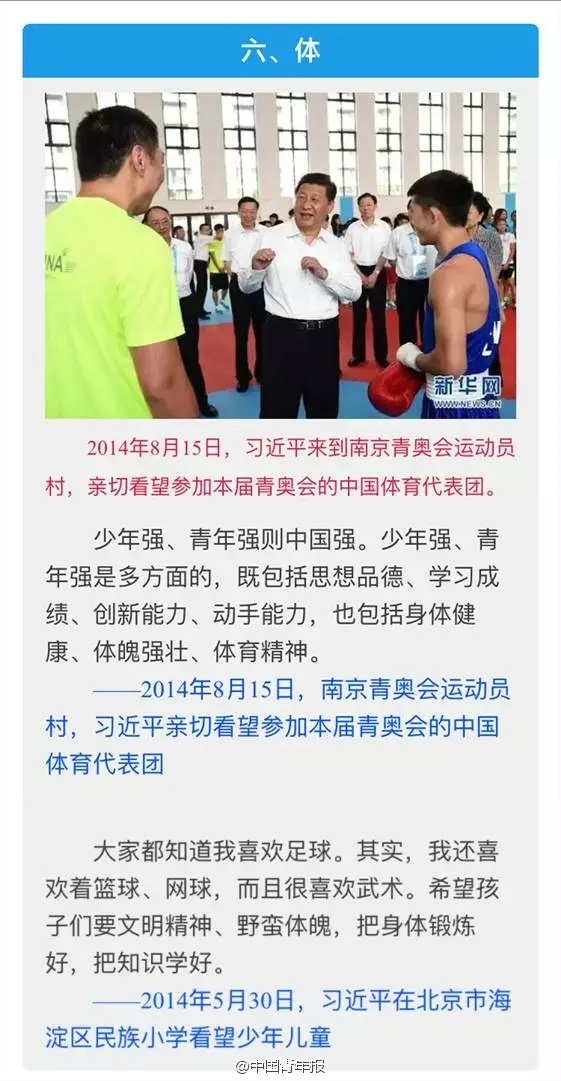 六、体
NA
新华网
WWW.NEWS.CN
2014年8月15日，习近平来到南京青奥会运动员
村，亲切看望参加本届青奥会的中国体育代表团。
少年强、青年强则中国强。少年强、青
年强是多方面的，既包括思想品德、学习成
绩、创新能力、动手能力，也包括身体健
康、体魄强壮、体育精神。
——2014年8月15日，南京青奥会运动员
村，习近平亲切看望参加本届青奥会的中国
体育代表团
大家都知道我喜欢足球。其实，我还喜
欢着篮球、网球，而且很喜欢武术。希望孩
子们要文明精神、野蛮体魄，把身体锻炼
好，把知识学好。
——2014年5月30日，习近平在北京市海
淀区民族小学看望少年儿童
@中国青年报